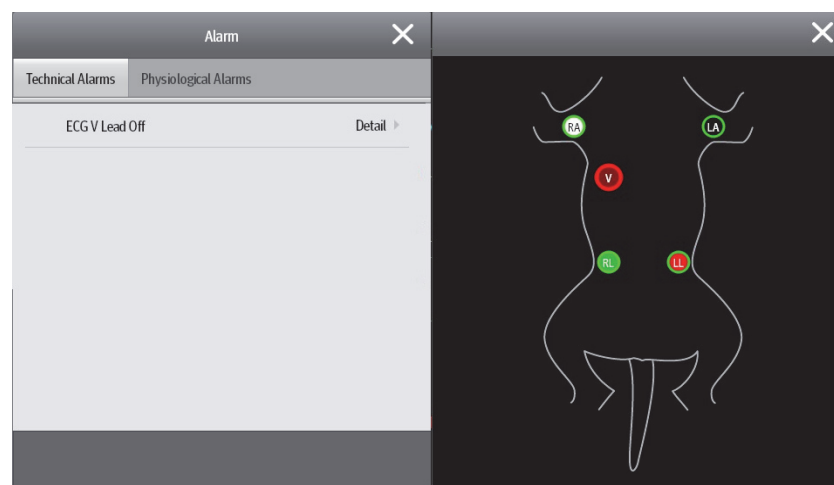 Alarm
Technical Alarms Physiological Alarms
ECG V Lead Off Detail
RA LA
V
RL LL